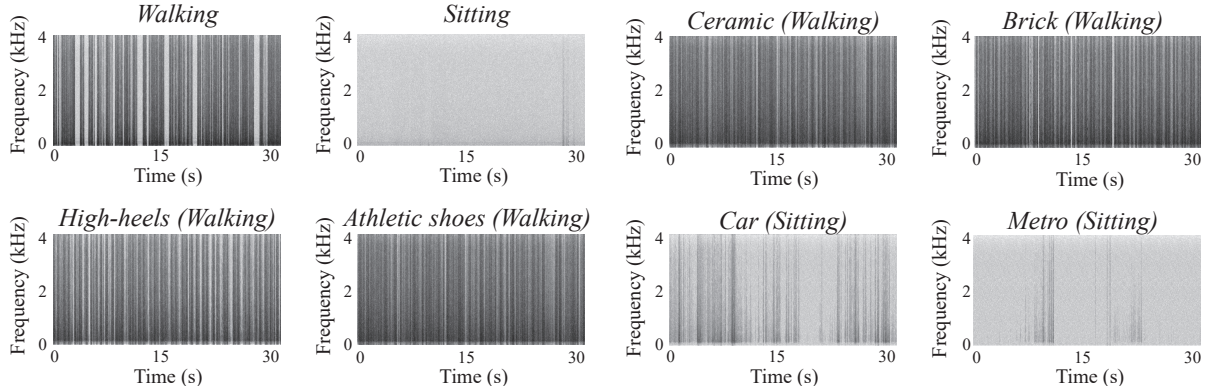 Walking
Frequency (kHz)
4
2
0
0 15 30
Time (s)
Sitting
Frequency (kHz)
4
2
0
0 15 30
Time (s)
Ceramic (Walking)
Frequency (kHz)
4
2
0
0 15 30
Time (s)
Brick (Walking)
Frequency (kHz)
4
2
0
0 15 30
Time (s)
High-heels (Walking)
Frequency (kHz)
4
2
0
0 15 30
Time (s)
Athletic shoes (Walking)
Frequency (kHz)
4
2
0
0 15 30
Time (s)
Car (Sitting)
Frequency (kHz)
4
2
0
0 15 30
Time (s)
Metro (Sitting)
Frequency (kHz)
4
2
0
0 15 30
Time (s)